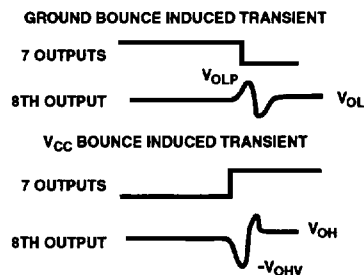 GROUND BOUNCE INDUCED TRANSIENT
7 OUTPUTS
VOLP
8TH OUTPUT
VOL
VCC BOUNCE INDUCED TRANSIENT
7 OUTPUTS
8TH OUTPUT
VOH
-VOHV